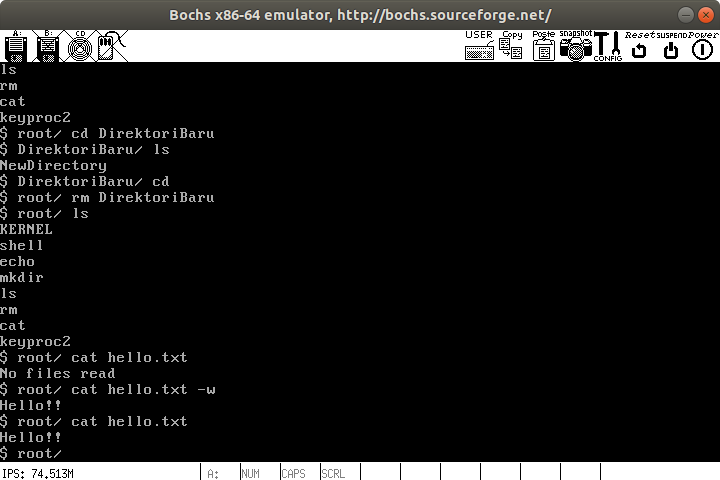 Bochs x86-64 emulator, http://bochs.sourceforge.net/
A: B: CD USER Copy Paste snapshot CONFIG Reset SUSPEND Power
ls
rm
cat
keyproc2
$ root/ cd DirektoriBaru
$ DirektoriBaru/ ls
NewDirectory
$ DirektoriBaru/ cd
$ root/ rm DirektoriBaru
$ root/ ls
KERNEL
shell
echo
mkdir
ls
rm
cat
keyproc2
$ root/ cat hello.txt
No files read
$ root/ cat hello.txt -w
Hello!!
$ root/ cat hello.txt
Hello!!
$ root/
IPS: 74.513M A: NUM CAPS SCRL